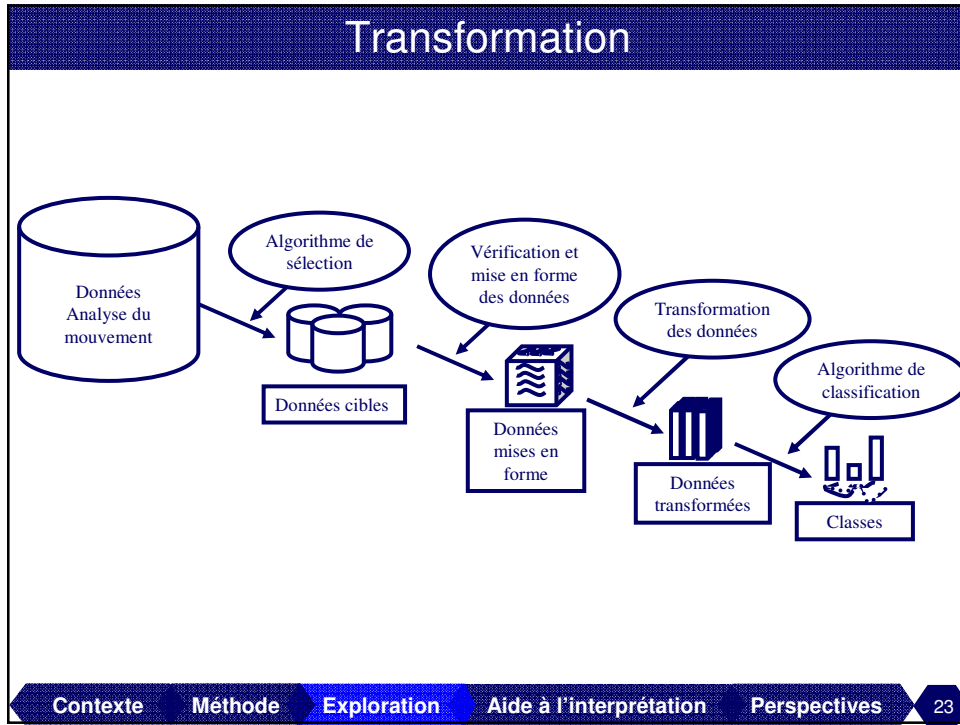 Transformation
Données
Analyse du
mouvement
Algorithme de
sélection
Données cibles
Vérification et
mise en forme
des données
Données
mises en
forme
Transformation
des données
Données
transformées
Algorithme de
classification
Classes
Contexte Méthode Exploration Aide à l'interprétation Perspectives 23